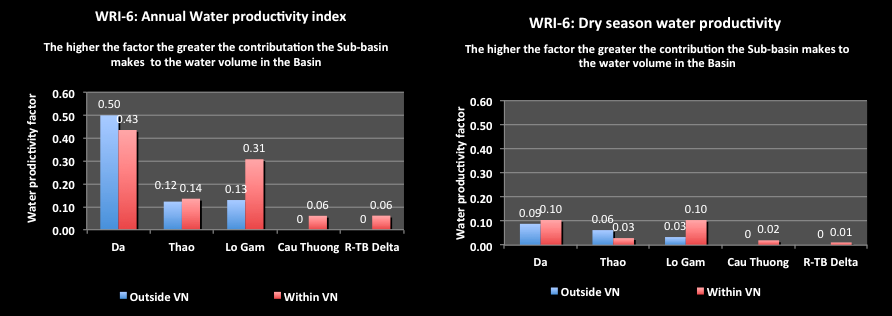 WRI-6: Annual Water productivity index
The higher the factor the greater the contributation the Sub-basin
makes to the water volume in the Basin
Water prodictivity factor
0.60
0.50
0.40
0.30
0.20
0.10
0.00
0.50
0.43
0.12
0.14
0.13
0.31
0
0.06
0
0.06
Da
Thao
Lo Gam
Cau Thuong
R-TB Delta
Outside VN
Within VN
WRI-6: Dry season water productivity
The higher the factor the greater the contribution the Sub-basin makes to
the water volume in the Basin
Water productivity factor
0.60
0.50
0.40
0.30
0.20
0.10
0.00
0.09
0.10
0.06
0.03
0.03
0.10
0
0.02
0
0.01
Da
Thao
Lo Gam
Cau Thuong
R-TB Delta
Outside VN
Within VN